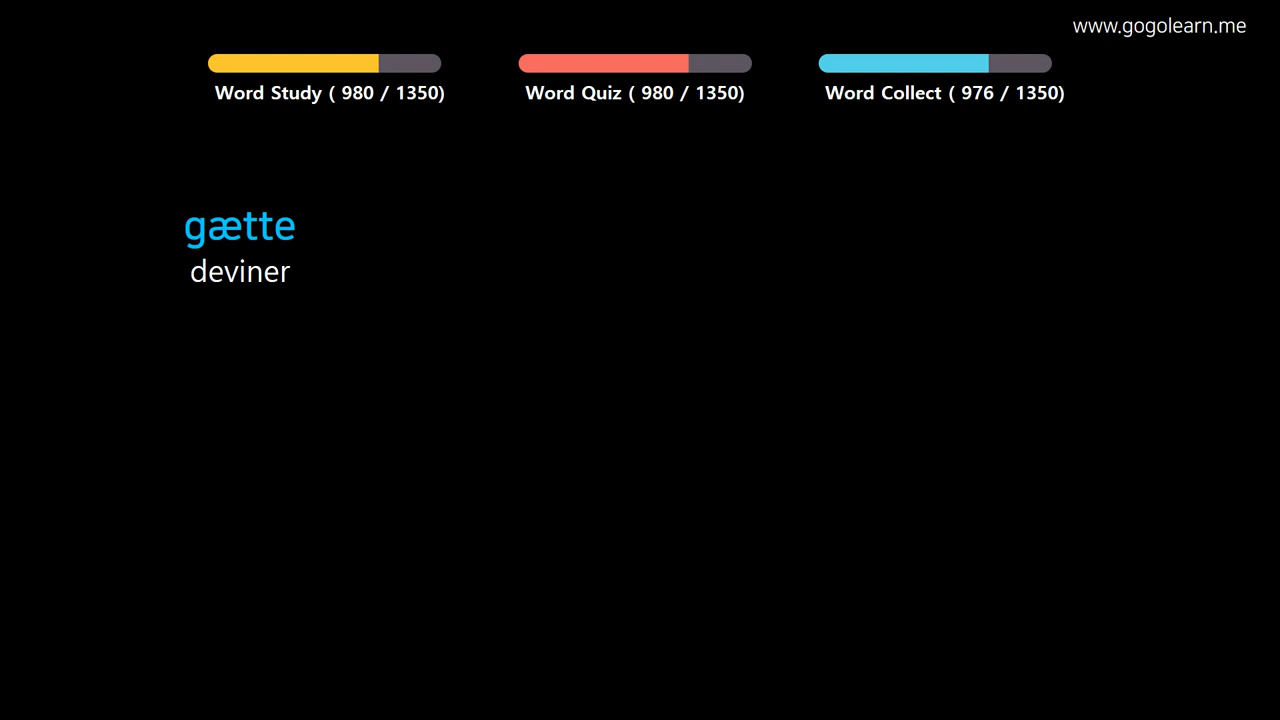 www.gogolearn.me
Word Study ( 980 / 1350)
Word Quiz ( 980 / 1350)
Word Collect ( 976 / 1350)
gætte
deviner